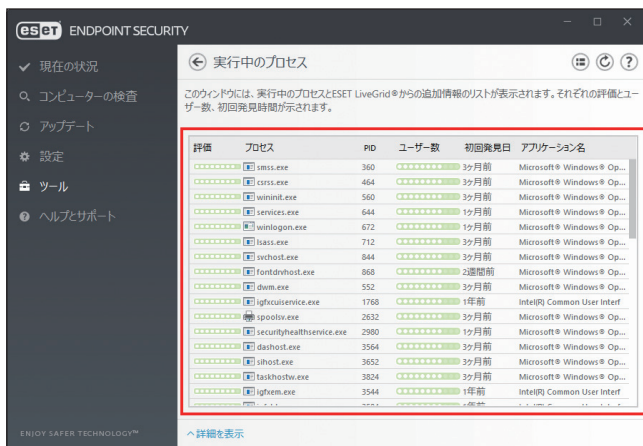 eset ENDPOINT SECURITY
現在の状況
コンピューターの検査
アップデート
設定
ツール
ヘルプとサポート
ENJOY SAFER TECHNOLOGY™
実行中のプロセス
このウィンドウには、実行中のプロセスとESET LiveGrid®からの追加情報のリストが表示されます。それぞれの評価とユー
ザー数、初回発見時間が示されます。
評価 プロセス PID ユーザー数 初回発見日 アプリケーション名
smss.exe 360 3ヶ月前 Microsoft® Windows® Op...
csrss.exe 464 3ヶ月前 Microsoft® Windows® Op...
wininit.exe 560 3ヶ月前 Microsoft® Windows® Op...
services.exe 644 1ヶ月前 Microsoft® Windows® Op...
winlogon.exe 672 1ヶ月前 Microsoft® Windows® Op...
lsass.exe 712 3ヶ月前 Microsoft® Windows® Op...
svchost.exe 844 3ヶ月前 Microsoft® Windows® Op...
fontdrvhost.exe 868 2週間前 Microsoft® Windows® Op...
dwm.exe 552 3ヶ月前 Microsoft® Windows® Op...
igfxcuiservice.exe 1768 1年前 Intel(R) Common User Interf
spoolsv.exe 2632 3ヶ月前 Microsoft® Windows® Op...
securityhealthservice.exe 2980 1ヶ月前 Microsoft® Windows® Op...
dashost.exe 3564 3ヶ月前 Microsoft® Windows® Op...
sihost.exe 3652 3ヶ月前 Microsoft® Windows® Op...
taskhostw.exe 3824 3ヶ月前 Microsoft® Windows® Op...
igfxem.exe 3544 1年前 Intel(R) Common User Interf
詳細を表示